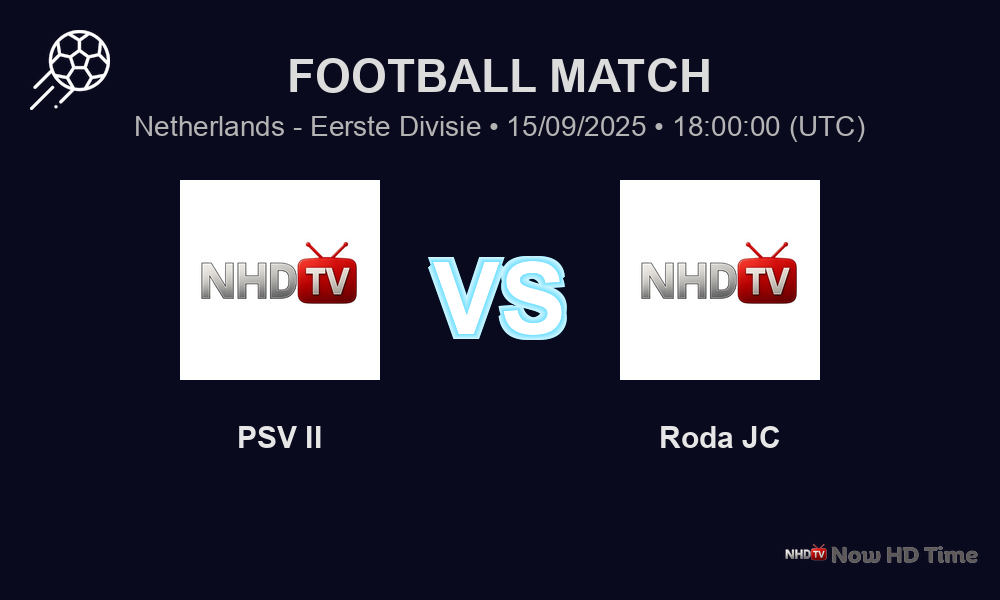 FOOTBALL MATCH
Netherlands - Eerste Divisie • 15/09/2025 • 18:00:00 (UTC)
NHD TV
VS
NHD TV
PSV II
Roda JC
NHD TV Now HD Time